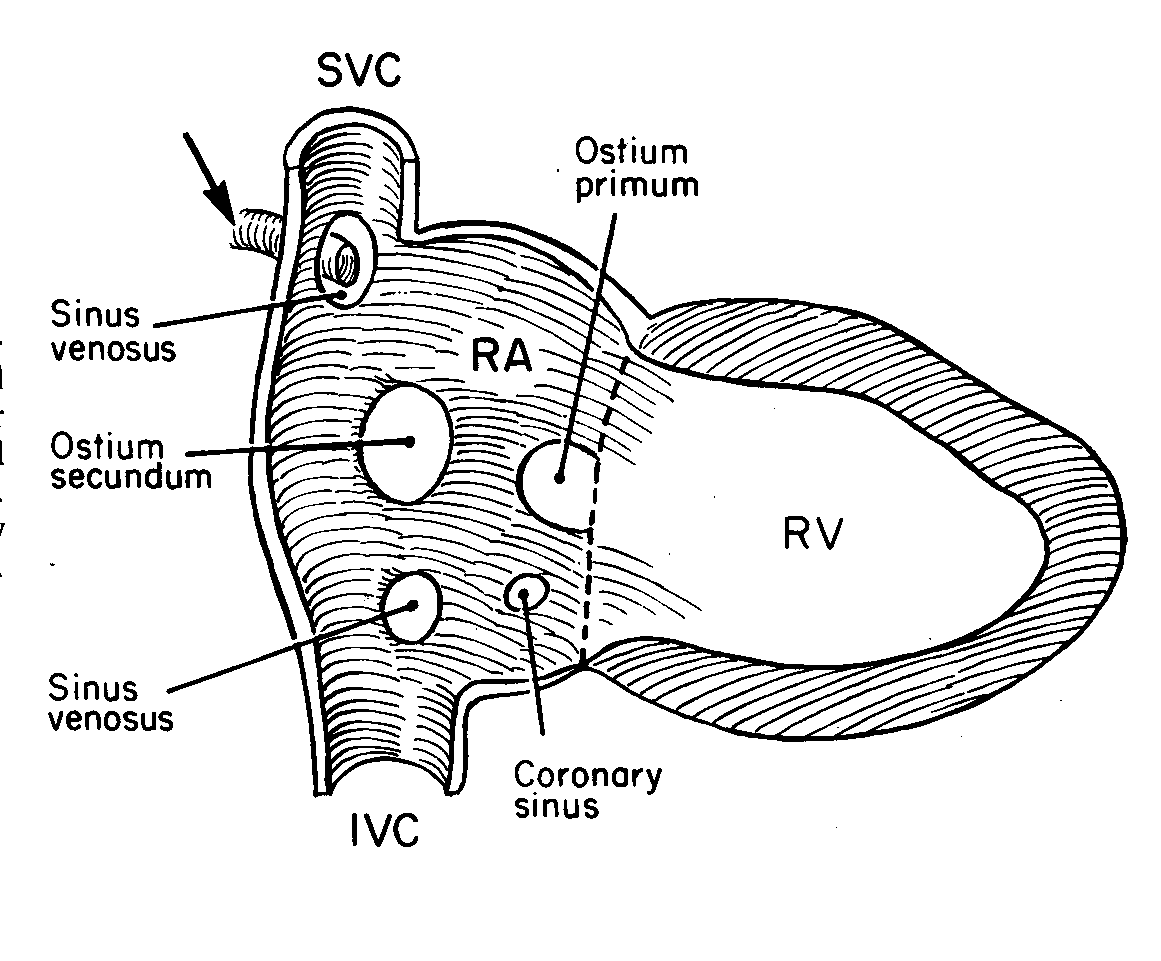 SVC
Ostium
primum
Sinus
venosus
RA
Ostium
secundum
RV
Sinus
venosus
Coronary
sinus
IVC